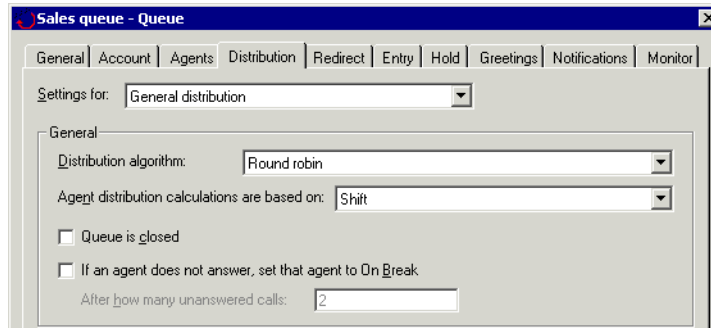 Sales queue - Queue
General Account Agents Distribution Redirect Entry Hold Greetings Notifications Monitor
Settings for: General distribution
General
Distribution algorithm: Round robin
Agent distribution calculations are based on: Shift
Queue is closed
If an agent does not answer, set that agent to On Break
After how many unanswered calls: 2